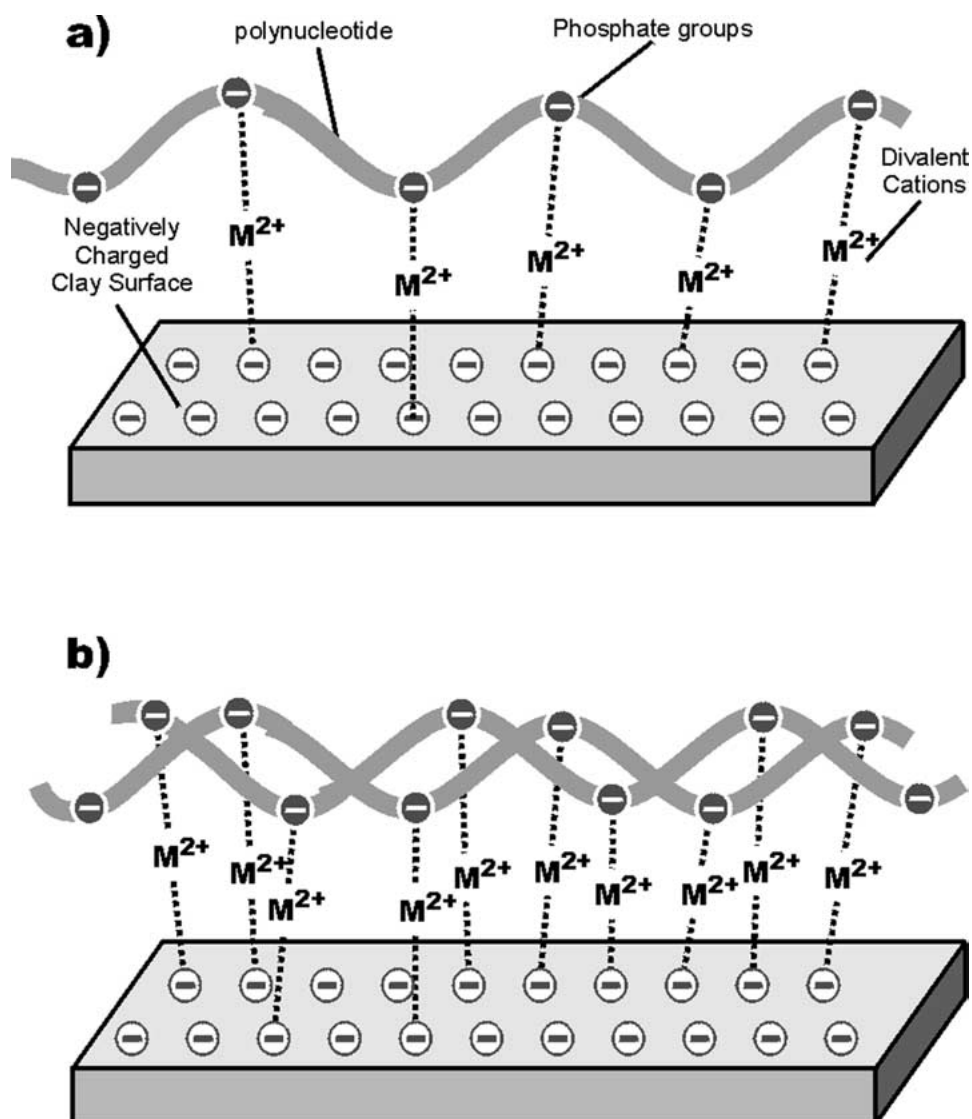 a)
polynucleotide
Phosphate groups
Divalent
Cations
Negatively
Charged
Clay Surface
M²⁺
M²⁺
M²⁺
M²⁺
M²⁺
b)
M²⁺
M²⁺
M²⁺
M²⁺
M²⁺
M²⁺
M²⁺
M²⁺
M²⁺
M²⁺